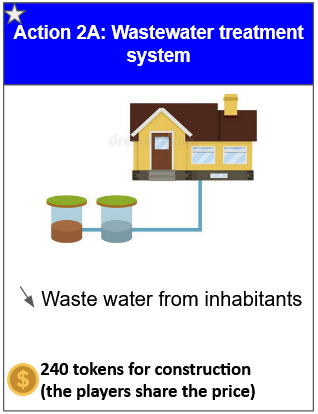 Action 2A: Wastewater treatment
system
Waste water from inhabitants
$
240 tokens for construction
(the players share the price)